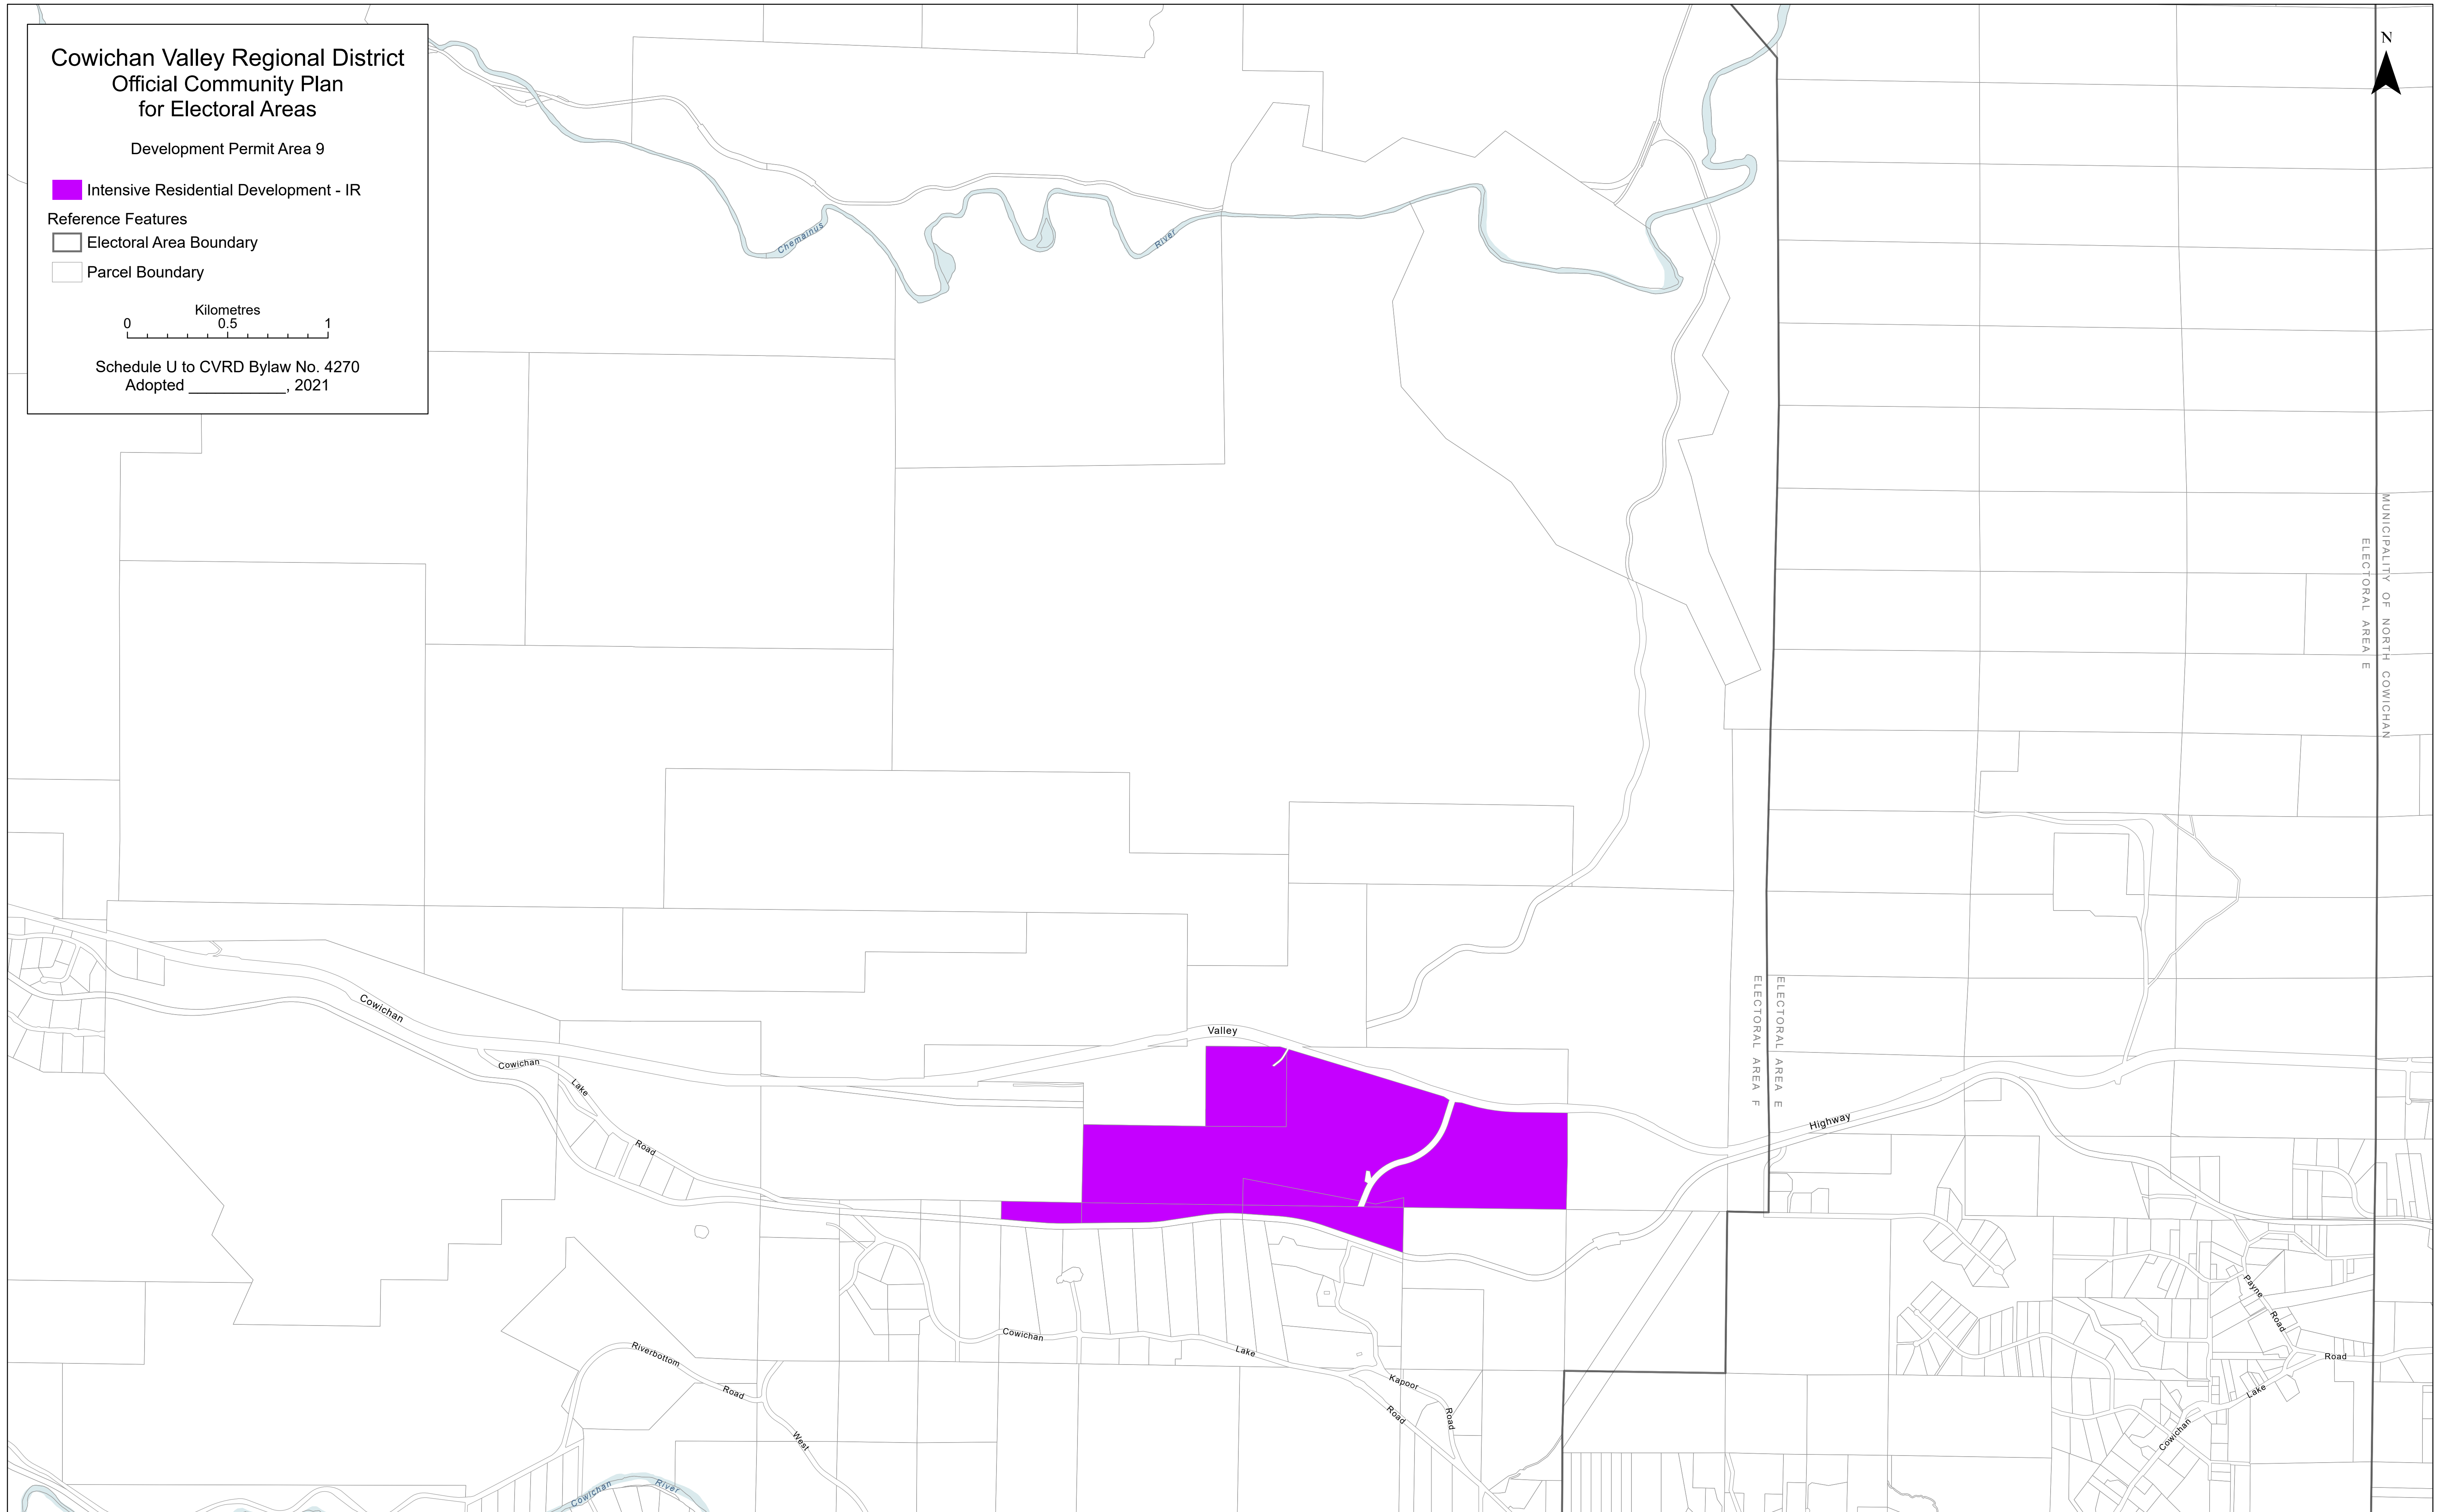 Cowichan Valley Regional District
Official Community Plan
for Electoral Areas
Development Permit Area 9
Intensive Residential Development - IR
Reference Features
Electoral Area Boundary
Parcel Boundary
Kilometres
0 0.5 1
Schedule U to CVRD Bylaw No. 4270
Adopted ____________, 2021
N
Chemainus
River
MUNICIPALITY OF NORTH COWICHAN
ELECTORAL AREA E
ELECTORAL AREA F
ELECTORAL AREA E
Cowichan
Valley
Highway
Cowichan
Lake
Road
Cowichan
Lake
Road
Kapoor
Road
Riverbottom
Road
West
Cowichan
River
Payne
Road
Cowichan
Lake
Road